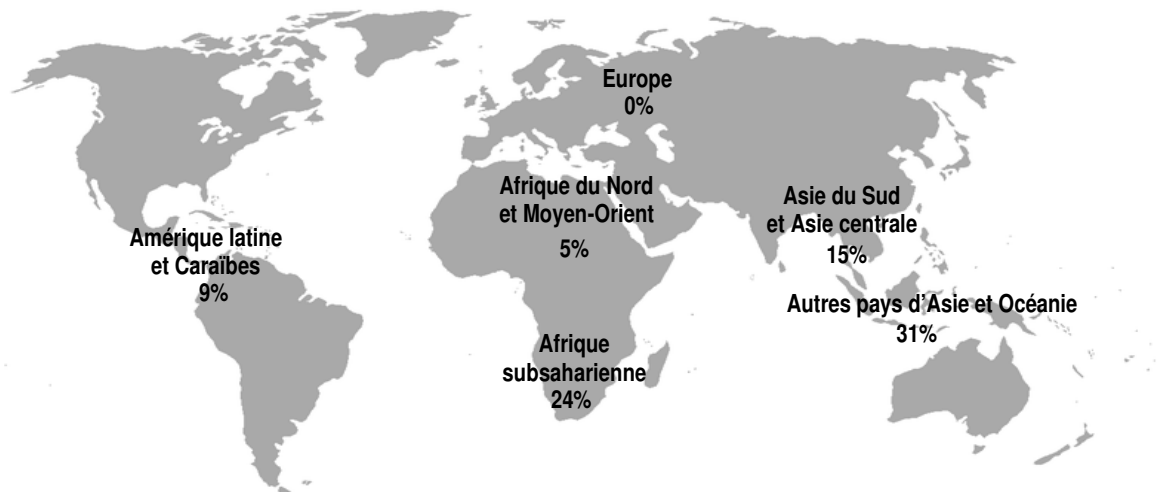 Europe
0%
Afrique du Nord
et Moyen-Orient
5%
Asie du Sud
et Asie centrale
15%
Amérique latine
et Caraïbes
9%
Autres pays d'Asie et Océanie
31%
Afrique
subsaharienne
24%